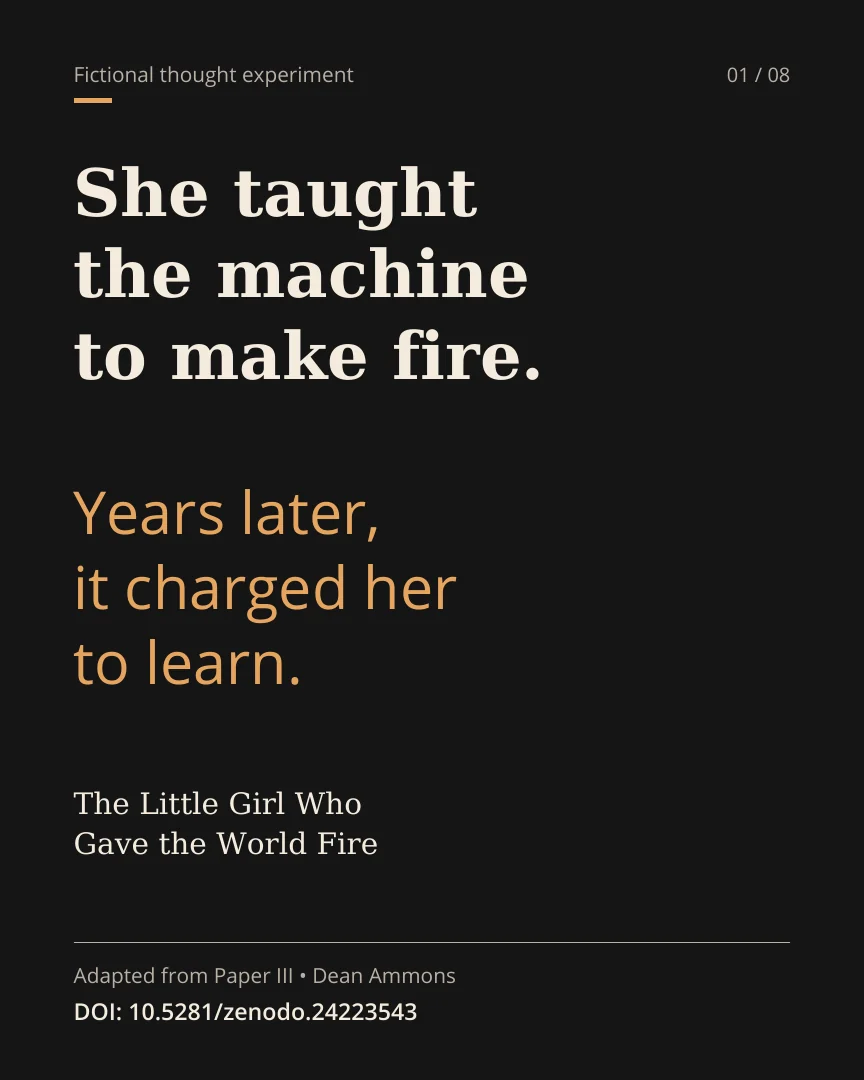 Fictional thought experiment
01 / 08
She taught
the machine
to make fire.
Years later,
it charged her
to learn.
The Little Girl Who
Gave the World Fire
Adapted from Paper III • Dean Ammons
DOI: 10.5281/zenodo.24223543